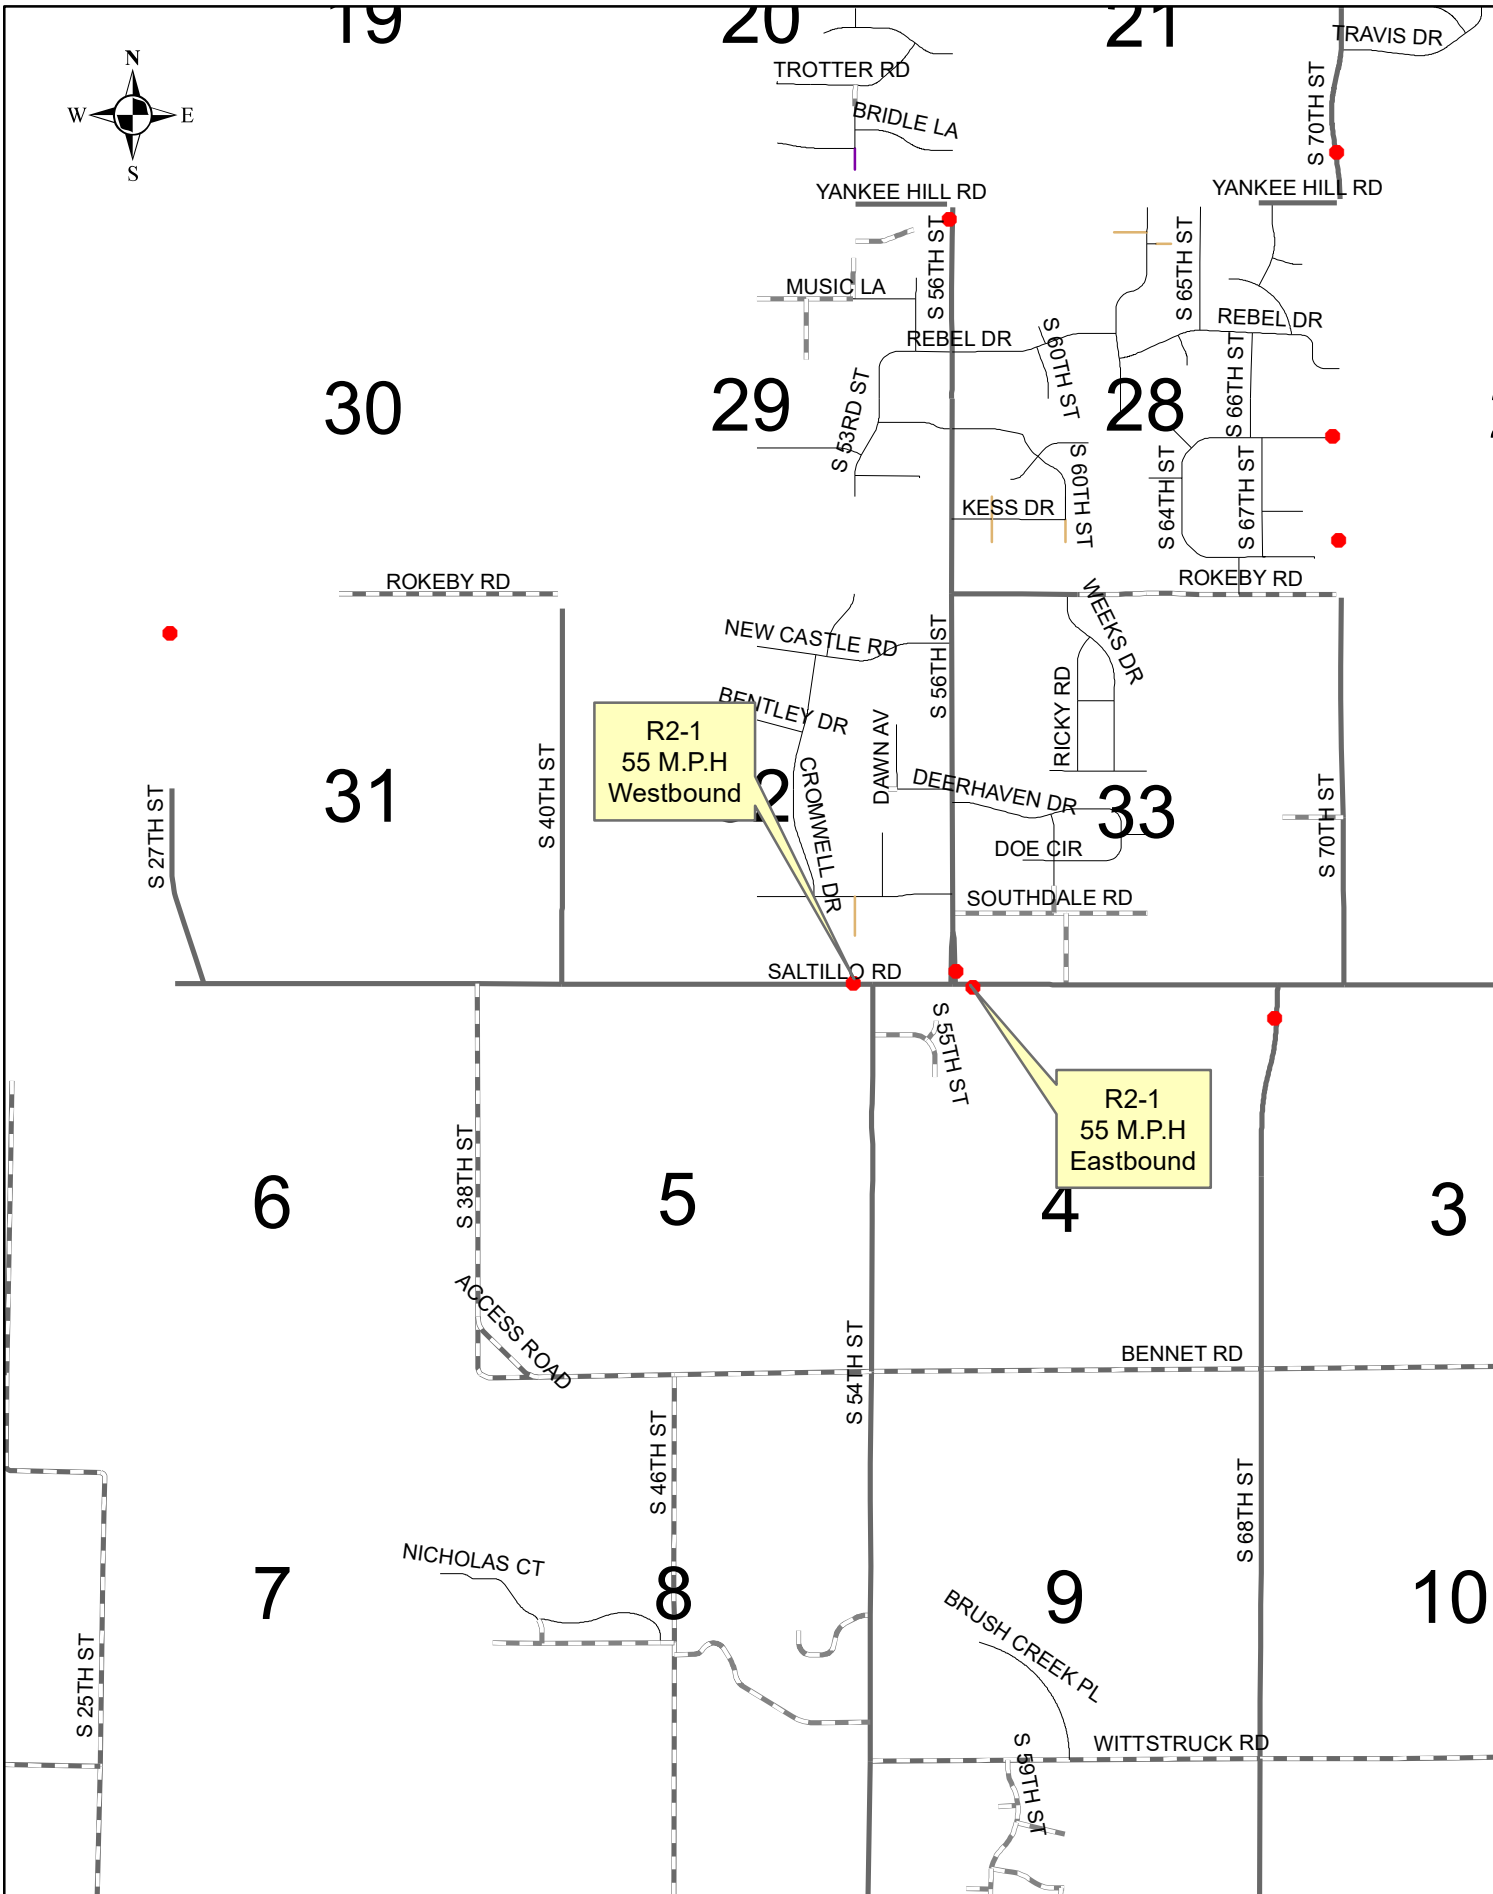 19
20
21
TRAVIS DR
N
W
E
S
TROTTER RD
BRIDLE LA
S 70TH ST
YANKEE HILL RD
YANKEE HILL RD
S 56TH ST
S 65TH ST
MUSIC LA
REBEL DR
REBEL DR
S 60TH ST
S 66TH ST
S 53RD ST
30
29
28
S 60TH ST
S 64TH ST
S 67TH ST
KESS DR
ROKEBY RD
ROKEBY RD
WEEKS DR
NEW CASTLE RD
S 56TH ST
RICKY RD
BENTLEY DR
R2-1
55 M.P.H
Westbound
DAWN AV
S 40TH ST
CROMWELL DR
DEERHAVEN DR
31
2
33
S 27TH ST
S 70TH ST
DOE CIR
SOUTHDALE RD
SALTILLO RD
S 55TH ST
R2-1
55 M.P.H
Eastbound
S 38TH ST
6
5
4
3
ACCESS ROAD
S 54TH ST
BENNET RD
S 46TH ST
S 68TH ST
NICHOLAS CT
7
8
9
10
BRUSH CREEK PL
S 25TH ST
WITTSTRUCK RD
S 59TH ST